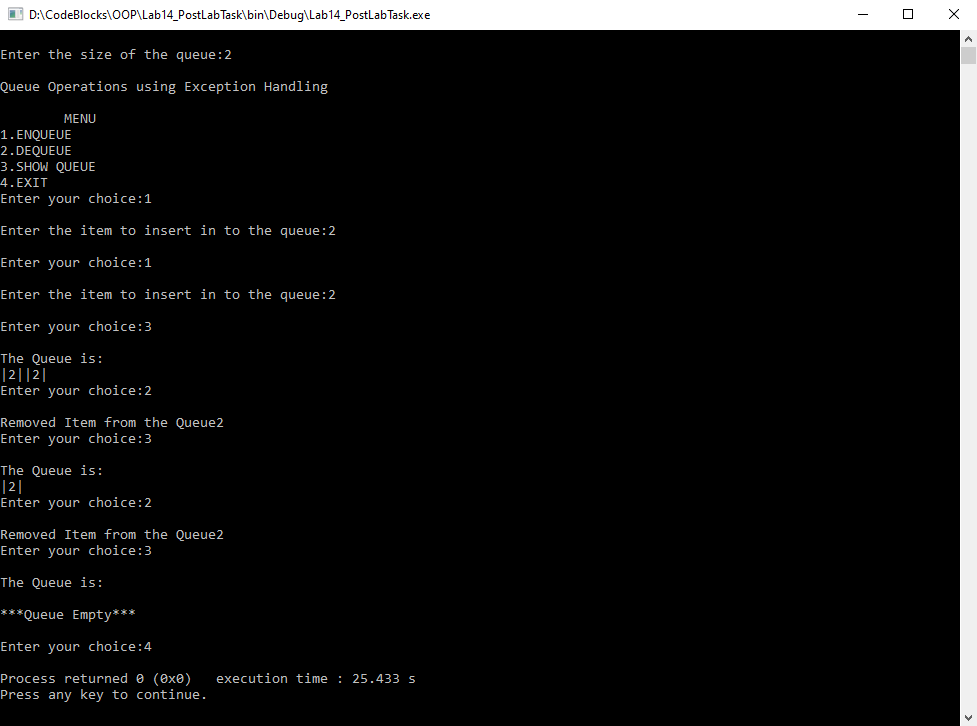 D:\CodeBlocks\OOP\Lab14_PostLabTask\bin\Debug\Lab14_PostLabTask.exe
Enter the size of the queue:2
Queue Operations using Exception Handling
MENU
1.ENQUEUE
2.DEQUEUE
3.SHOW QUEUE
4.EXIT
Enter your choice:1
Enter the item to insert in to the queue:2
Enter your choice:1
Enter the item to insert in to the queue:2
Enter your choice:3
The Queue is:
|2||2|
Enter your choice:2
Removed Item from the Queue2
Enter your choice:3
The Queue is:
|2|
Enter your choice:2
Removed Item from the Queue2
Enter your choice:3
The Queue is:
***Queue Empty***
Enter your choice:4
Process returned 0 (0x0)   execution time : 25.433 s
Press any key to continue.